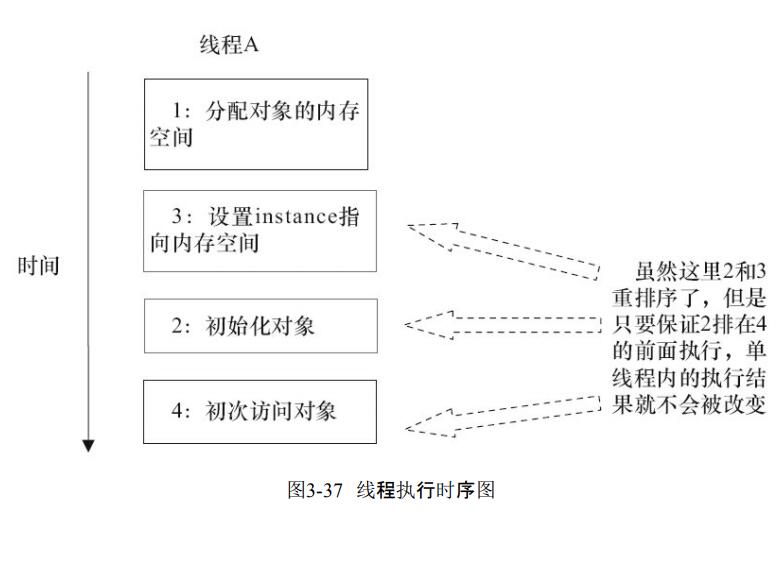 线程A
1：分配对象的内存
空间
3：设置instance指
向内存空间
时间
2：初始化对象
4：初次访问对象
虽然这里2和3
重排序了，但是
只要保证2排在4
的前面执行，单
线程内的执行结
果就不会被改变
图3-37 线程执行时序图